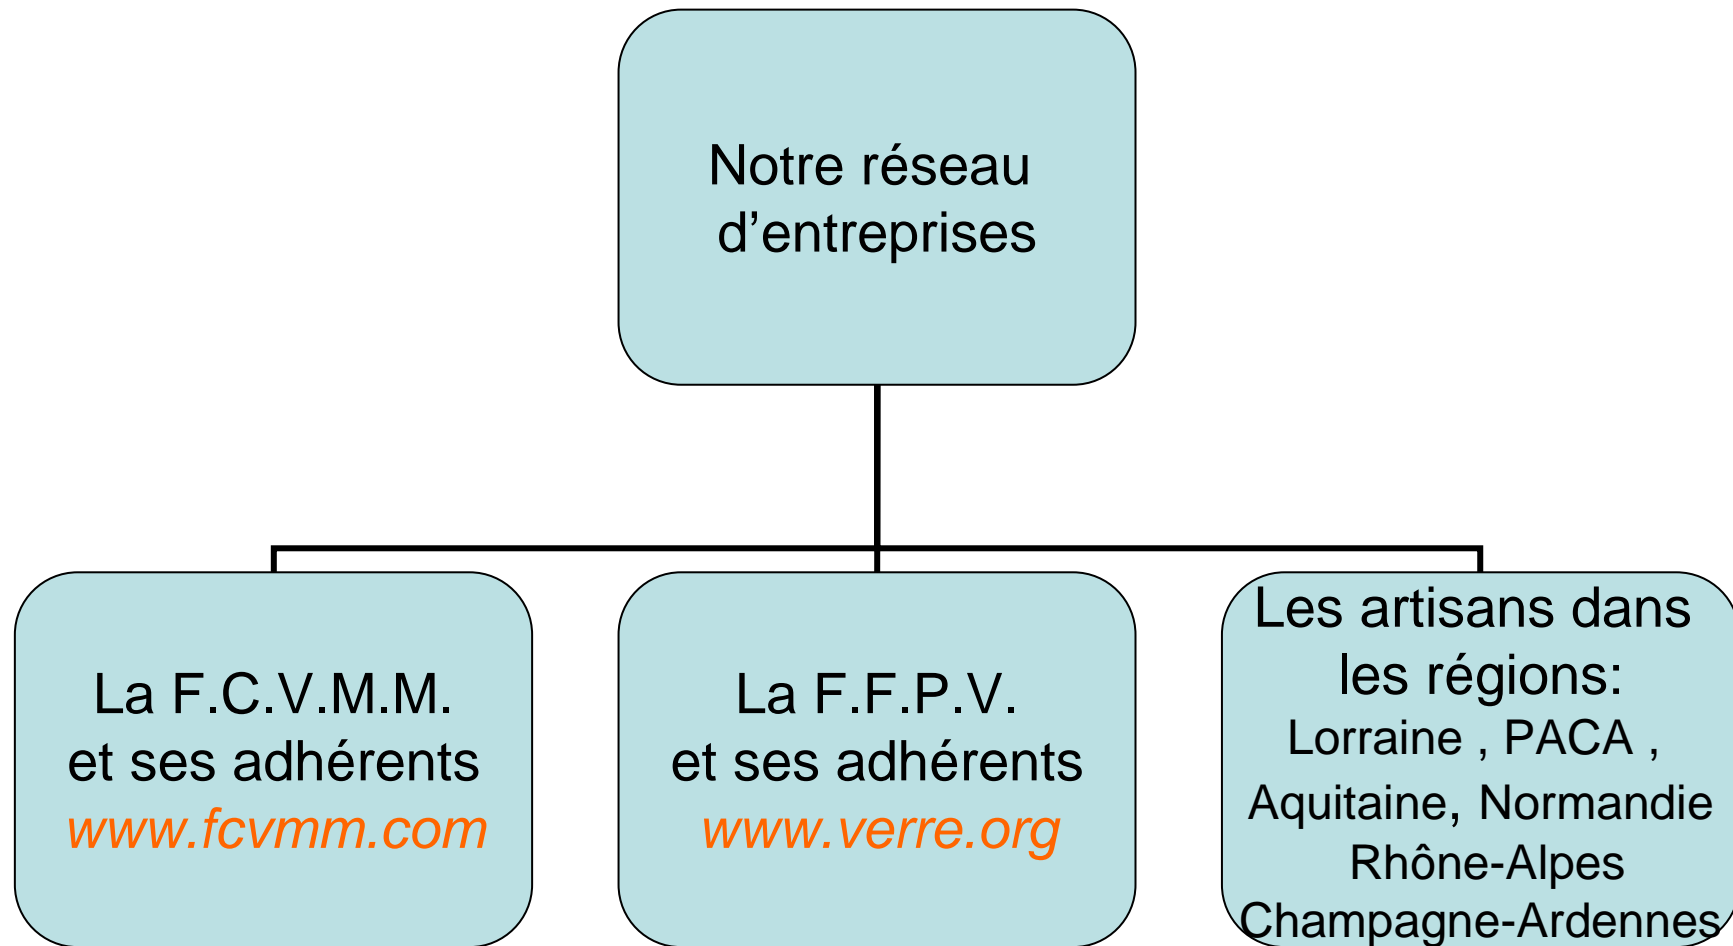 Notre réseau
d’entreprises
La F.C.V.M.M.
et ses adhérents
www.fcvmm.com
La F.F.P.V.
et ses adhérents
www.verre.org
Les artisans dans
les régions:
Lorraine , PACA ,
Aquitaine, Normandie
Rhône-Alpes
Champagne-Ardennes